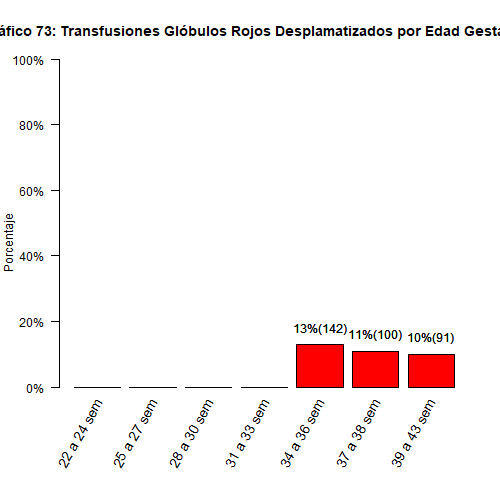 áfico 73: Transfusiones Glóbulos Rojos Desplamatizados por Edad Gesta
100%
80%
60%
40%
20%
0%
Porcentaje
13%(142)
11%(100)
10%(91)
22 a 24 sem
25 a 27 sem
28 a 30 sem
31 a 33 sem
34 a 36 sem
37 a 38 sem
39 a 43 sem